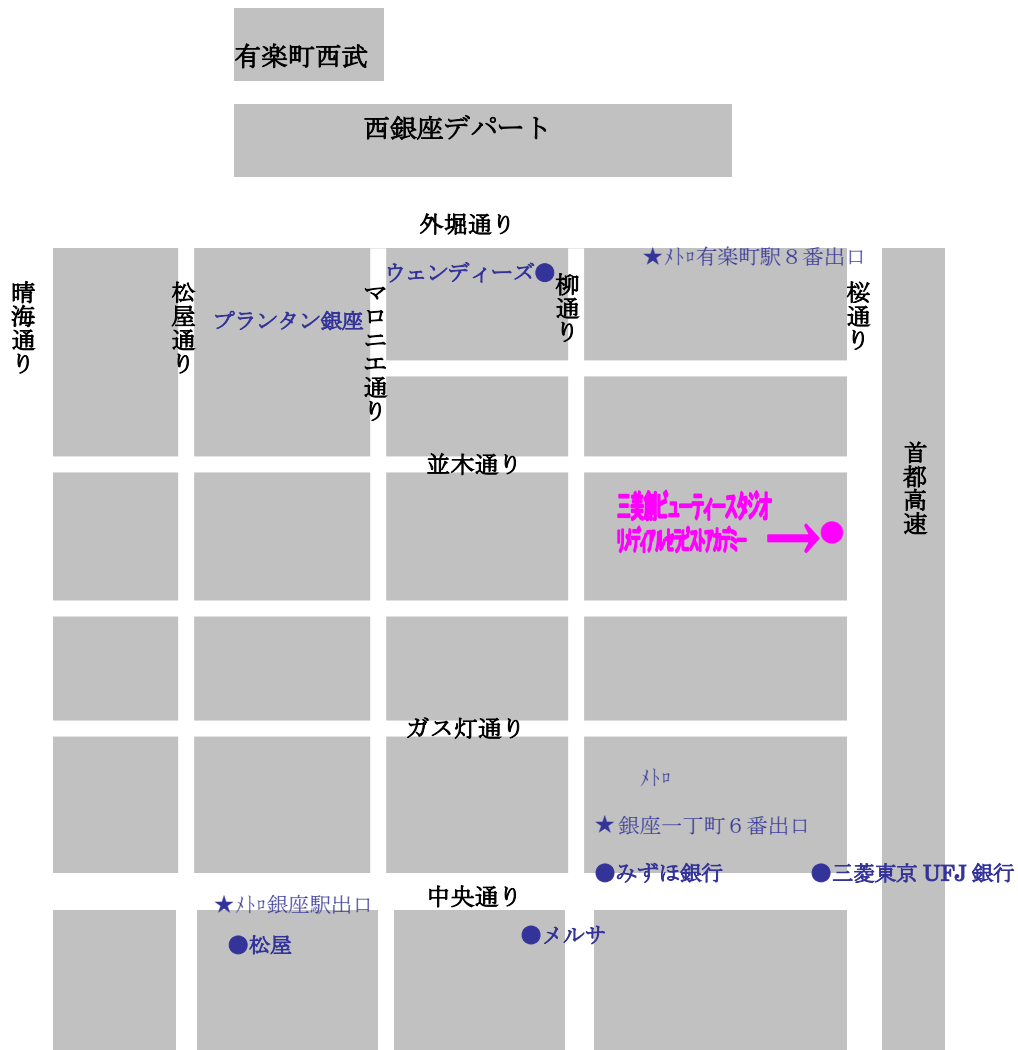 有楽町西武
西銀座デパート
外堀通り
★ﾒﾄﾛ有楽町駅８番出口
ウェンディーズ●
晴海通り
松屋通り
プランタン銀座
マロニエ通り
柳通り
桜通り
首都高速
並木通り
三美創ビューティースタジオ
リメディアルセラピストアカデミー
ガス灯通り
ﾒﾄﾛ
★銀座一丁町６番出口
●みずほ銀行
●三菱東京 UFJ 銀行
中央通り
★ﾒﾄﾛ銀座駅出口
●松屋
●メルサ